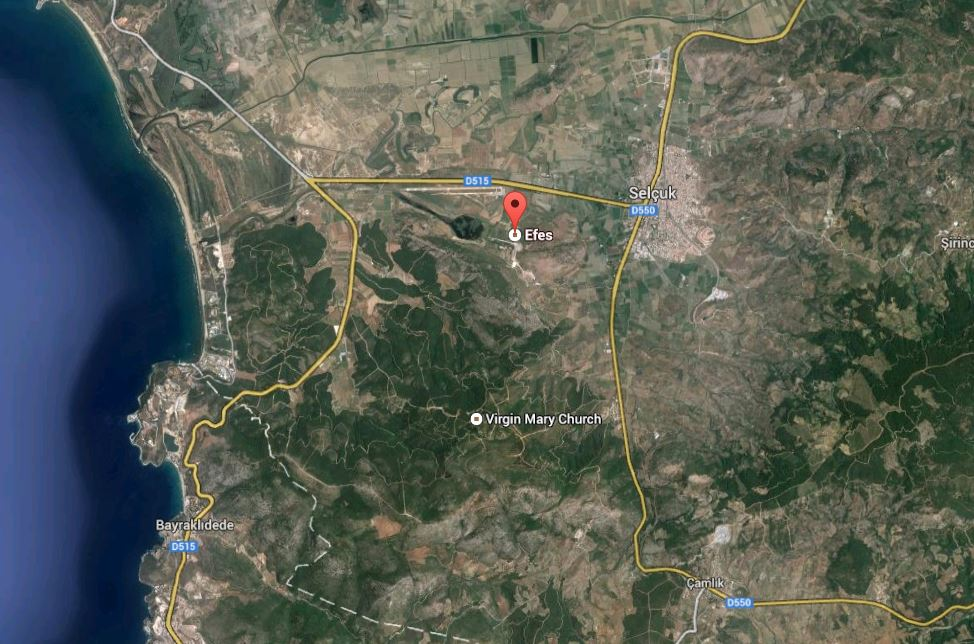 D515
Selçuk
D550
Efes
Şirinc
Virgin Mary Church
Bayraklıdede
D515
Çamlık
D550